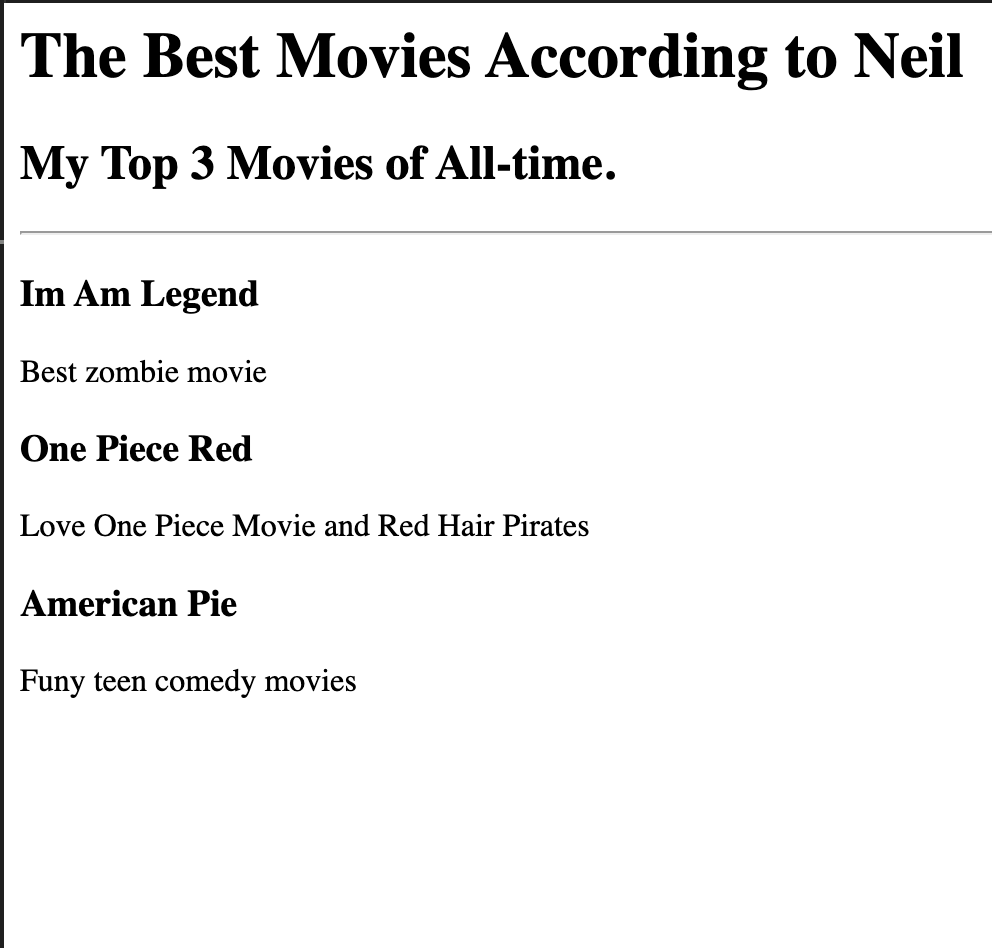 The Best Movies According to Neil
My Top 3 Movies of All-time.
Im Am Legend
Best zombie movie
One Piece Red
Love One Piece Movie and Red Hair Pirates
American Pie
Funy teen comedy movies